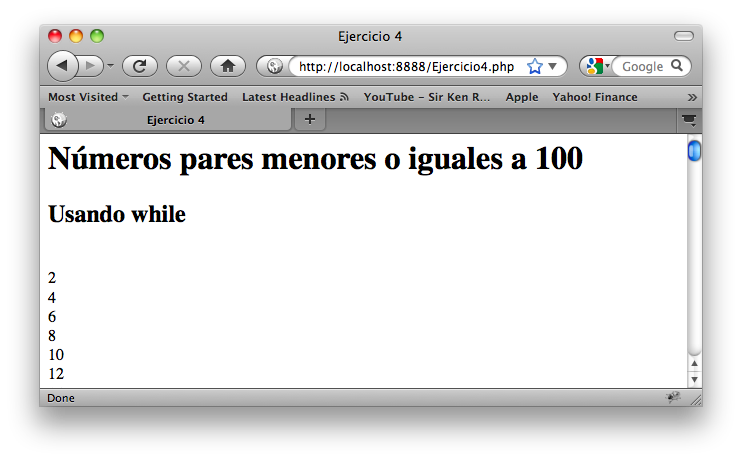 Ejercicio 4
http://localhost:8888/Ejercicio4.php
Google
Most Visited Getting Started Latest Headlines YouTube – Sir Ken R... Apple Yahoo! Finance »
Ejercicio 4
Números pares menores o iguales a 100
Usando while
2
4
6
8
10
12
Done